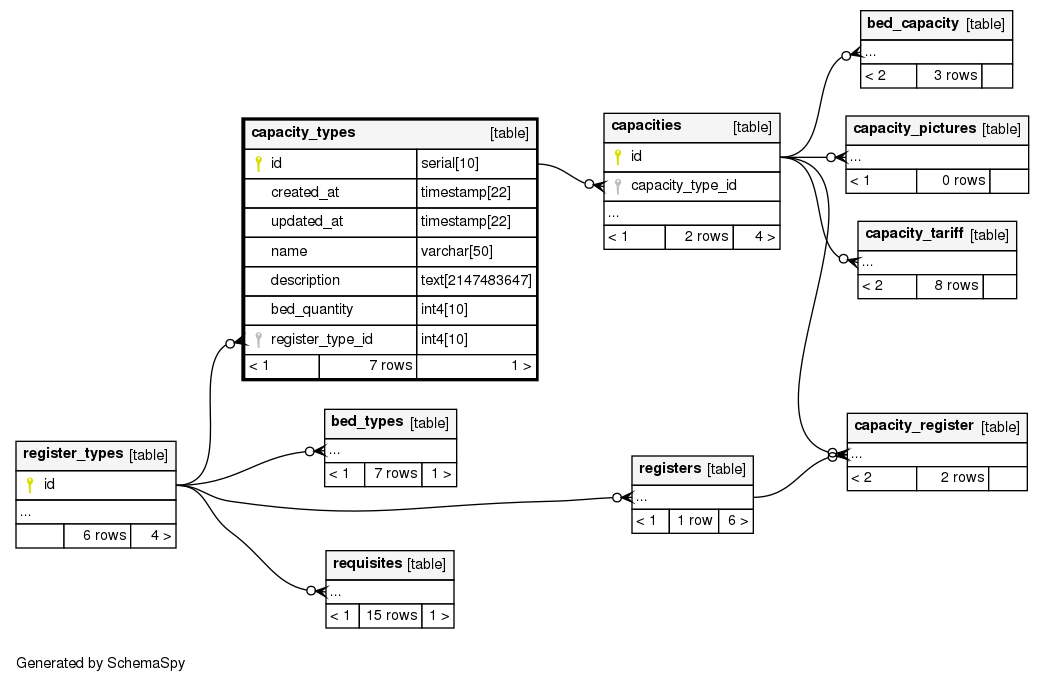 bed_capacity [table]
...
< 2 3 rows
capacity_types [table]
id serial[10]
created_at timestamp[22]
updated_at timestamp[22]
name varchar[50]
description text[2147483647]
bed_quantity int4[10]
register_type_id int4[10]
< 1 7 rows 1 >
capacities [table]
id
capacity_type_id
...
< 1 2 rows 4 >
capacity_pictures [table]
...
< 1 0 rows
capacity_tariff [table]
...
< 2 8 rows
register_types [table]
id
...
6 rows 4 >
bed_types [table]
...
< 1 7 rows 1 >
registers [table]
...
< 1 1 row 6 >
capacity_register [table]
...
< 2 2 rows
requisites [table]
...
< 1 15 rows 1 >
Generated by SchemaSpy